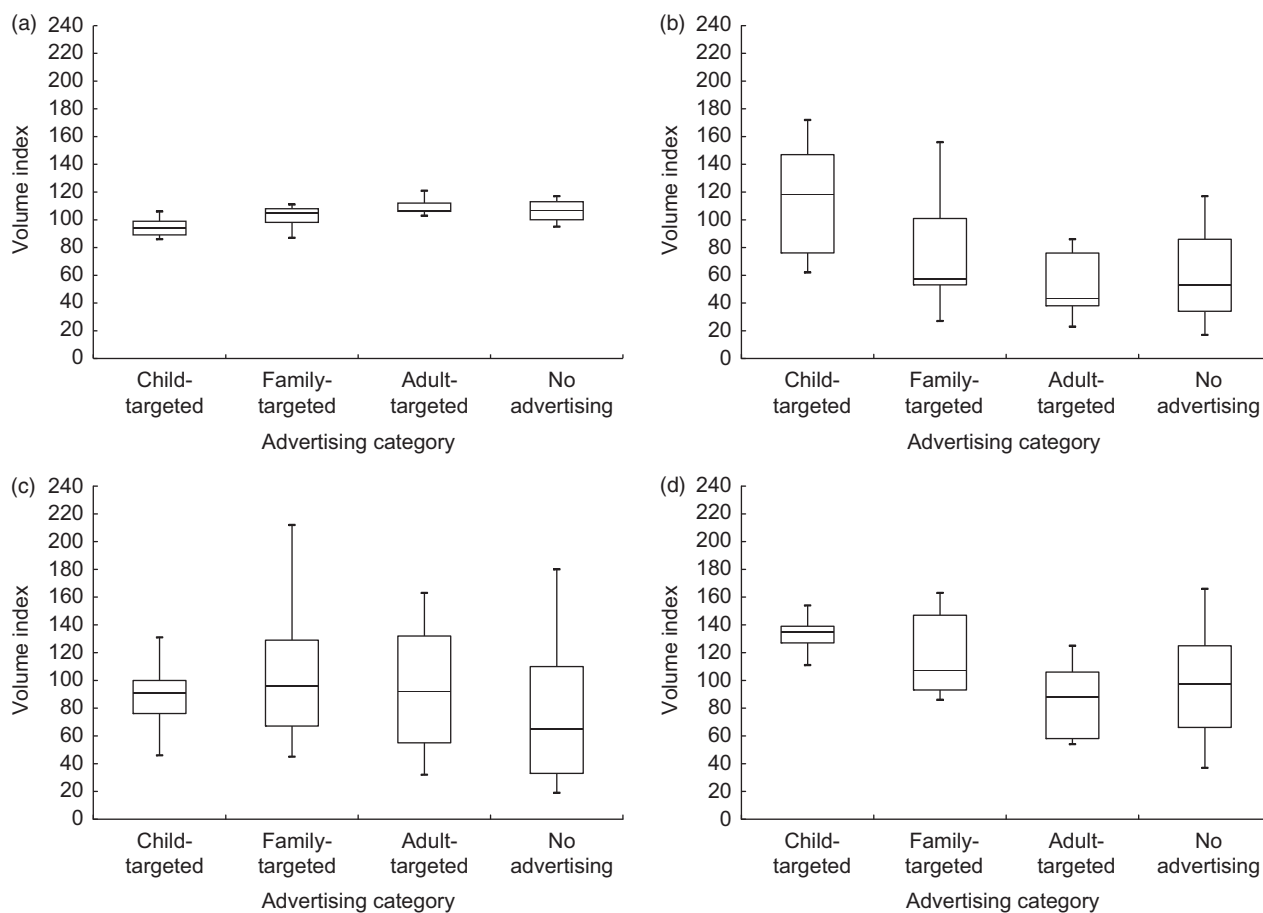 (a)
240
220
200
180
160
140
120
100
80
60
40
20
0
Volume index
Child-
targeted
Family-
targeted
Adult-
targeted
No
advertising
Advertising category
(b)
240
220
200
180
160
140
120
100
80
60
40
20
0
Volume index
Child-
targeted
Family-
targeted
Adult-
targeted
No
advertising
Advertising category
(c)
240
220
200
180
160
140
120
100
80
60
40
20
0
Volume index
Child-
targeted
Family-
targeted
Adult-
targeted
No
advertising
Advertising category
(d)
240
220
200
180
160
140
120
100
80
60
40
20
0
Volume index
Child-
targeted
Family-
targeted
Adult-
targeted
No
advertising
Advertising category